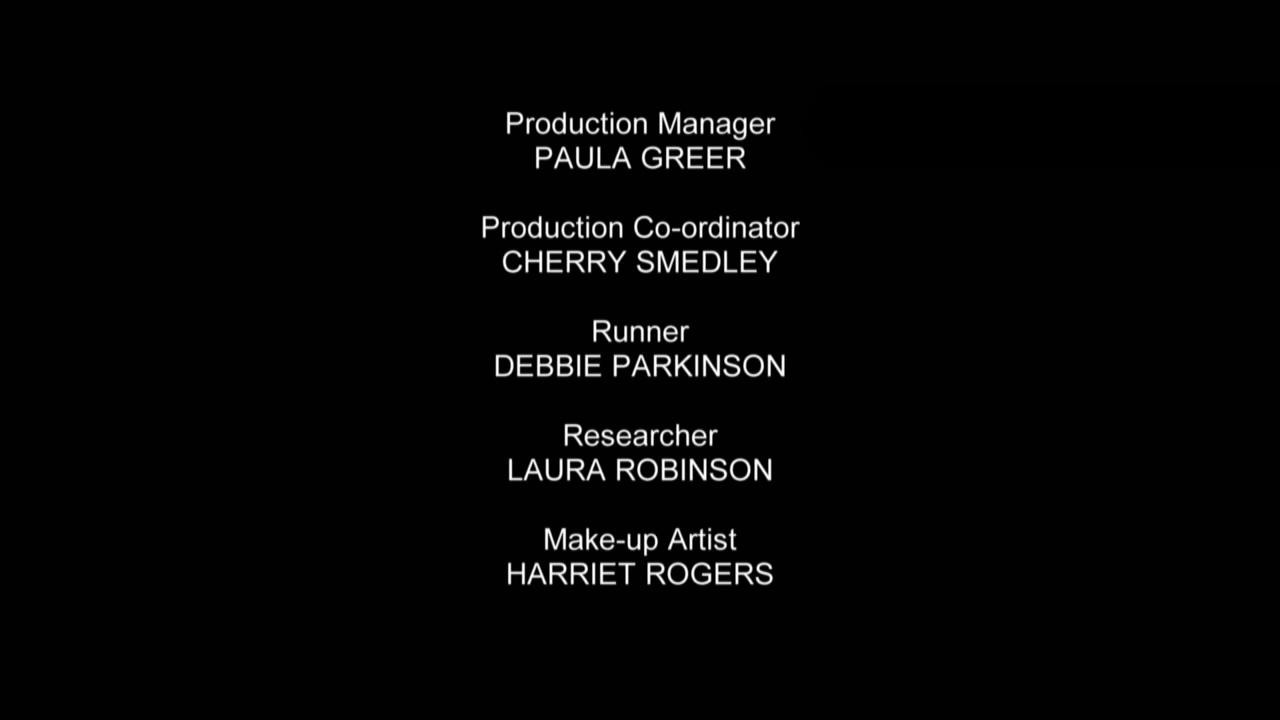 Production Manager
PAULA GREER
Production Co-ordinator
CHERRY SMEDLEY
Runner
DEBBIE PARKINSON
Researcher
LAURA ROBINSON
Make-up Artist
HARRIET ROGERS